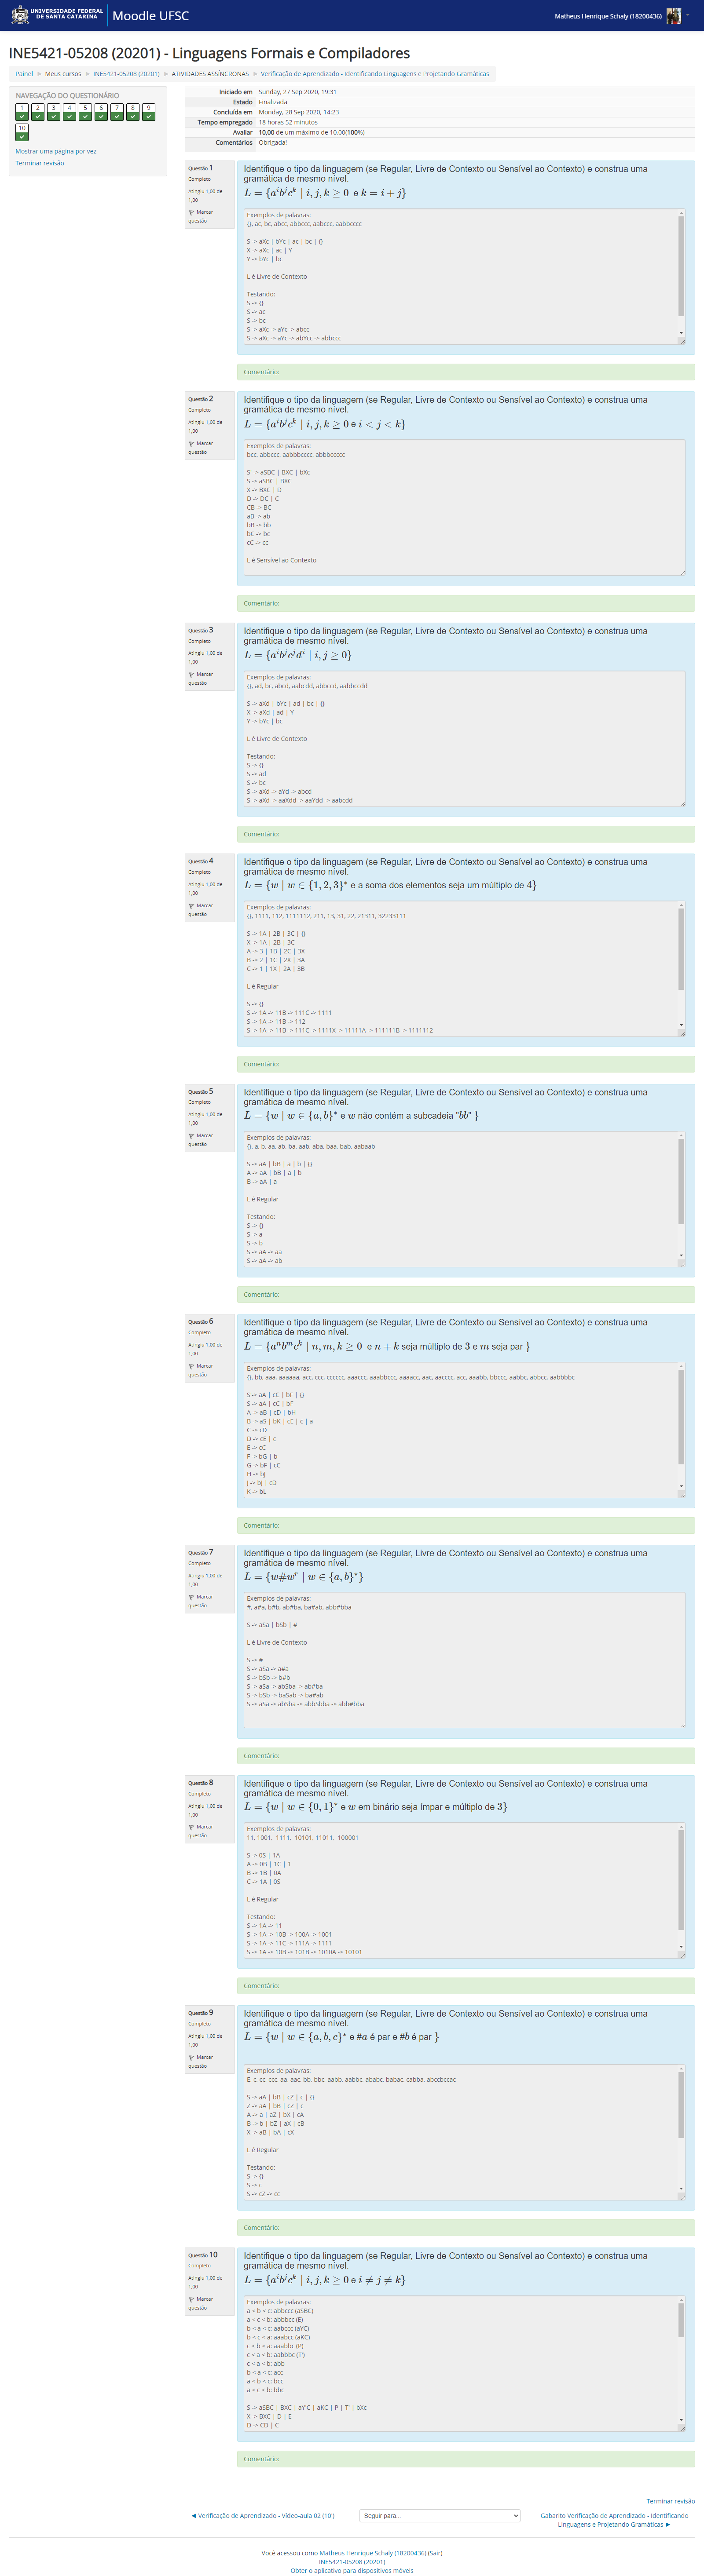 UNIVERSIDADE FEDERAL
DE SANTA CATARINA
Moodle UFSC
Matheus Henrique Schaly (18200436)
INE5421-05208 (20201) - Linguagens Formais e Compiladores
Painel ► Meus cursos ► INE5421-05208 (20201) ► ATIVIDADES ASSÍNCRONAS ► Verificação de Aprendizado - Identificando Linguagens e Projetando Gramáticas
NAVEGAÇÃO DO QUESTIONÁRIO
1 2 3 4 5 6 7 8 9
10
Mostrar uma página por vez
Terminar revisão
Iniciado em Sunday, 27 Sep 2020, 19:31
Estado Finalizada
Concluída em Monday, 28 Sep 2020, 14:23
Tempo empregado 18 horas 52 minutos
Avaliar 10,00 de um máximo de 10,00(100%)
Comentários Obrigada!
Questão 1
Completo
Atingiu 1,00 de
1,00
Marcar
questão
Identifique o tipo da linguagem (se Regular, Livre de Contexto ou Sensível ao Contexto) e construa uma
gramática de mesmo nível.
L = {a^i b^j c^k | i, j, k ≥ 0 e k = i + j}
Exemplos de palavras:
{}, ac, bc, abcc, abbccc, aabccc, aabbcccc
S -> aXc | bYc | ac | bc | {}
X -> aXc | ac | Y
Y -> bYc | bc
L é Livre de Contexto
Testando:
S -> {}
S -> ac
S -> bc
S -> aXc -> aYc -> abcc
S -> aXc -> aYc -> abYcc -> abbccc
Comentário:
Questão 2
Completo
Atingiu 1,00 de
1,00
Marcar
questão
Identifique o tipo da linguagem (se Regular, Livre de Contexto ou Sensível ao Contexto) e construa uma
gramática de mesmo nível.
L = {a^i b^j c^k | i, j, k ≥ 0 e i < j < k}
Exemplos de palavras:
bcc, abbccc, aabbbcccc, abbbccccc
S' -> aSBC | BXC | bXc
S -> aSBC | BXC
X -> BXC | D
D -> DC | C
CB -> BC
aB -> ab
bB -> bb
bC -> bc
cC -> cc
L é Sensível ao Contexto
Comentário:
Questão 3
Completo
Atingiu 1,00 de
1,00
Marcar
questão
Identifique o tipo da linguagem (se Regular, Livre de Contexto ou Sensível ao Contexto) e construa uma
gramática de mesmo nível.
L = {a^i b^j c^j d^i | i, j ≥ 0}
Exemplos de palavras:
{}, ad, bc, abcd, aabcdd, abbccd, aabbccdd
S -> aXd | bYc | ad | bc | {}
X -> aXd | ad | Y
Y -> bYc | bc
L é Livre de Contexto
Testando:
S -> {}
S -> ad
S -> bc
S -> aXd -> aYd -> abcd
S -> aXd -> aaXdd -> aaYdd -> aabcdd
Comentário:
Questão 4
Completo
Atingiu 1,00 de
1,00
Marcar
questão
Identifique o tipo da linguagem (se Regular, Livre de Contexto ou Sensível ao Contexto) e construa uma
gramática de mesmo nível.
L = {w | w ∈ {1, 2, 3}* e a soma dos elementos seja um múltiplo de 4}
Exemplos de palavras:
{}, 1111, 112, 1111112, 211, 13, 31, 22, 21311, 32233111
S -> 1A | 2B | 3C | {}
X -> 1A | 2B | 3C
A -> 3 | 1B | 2C | 3X
B -> 2 | 1C | 2X | 3A
C -> 1 | 1X | 2A | 3B
L é Regular
S -> {}
S -> 1A -> 11B -> 111C -> 1111
S -> 1A -> 11B -> 112
S -> 1A -> 11B -> 111C -> 1111X -> 11111A -> 111111B -> 1111112
Comentário:
Questão 5
Completo
Atingiu 1,00 de
1,00
Marcar
questão
Identifique o tipo da linguagem (se Regular, Livre de Contexto ou Sensível ao Contexto) e construa uma
gramática de mesmo nível.
L = {w | w ∈ {a, b}* e w não contém a subcadeia "bb" }
Exemplos de palavras:
{}, a, b, aa, ab, ba, aab, aba, baa, bab, aabaab
S -> aA | bB | a | b | {}
A -> aA | bB | a | b
B -> aA | a
L é Regular
Testando:
S -> {}
S -> a
S -> b
S -> aA -> aa
S -> aA -> ab
Comentário:
Questão 6
Completo
Atingiu 1,00 de
1,00
Marcar
questão
Identifique o tipo da linguagem (se Regular, Livre de Contexto ou Sensível ao Contexto) e construa uma
gramática de mesmo nível.
L = {a^n b^m c^k | n, m, k ≥ 0 e n + k seja múltiplo de 3 e m seja par }
Exemplos de palavras:
{}, bb, aaa, aaaaaa, acc, ccc, cccccc, aaaccc, aaabbccc, aaaacc, aac, aacccc, acc, aaabb, bbccc, aabbc, abbcc, aabbbbc
S'-> aA | cC | bF | {}
S -> aA | cC | bF
A -> aB | cD | bH
B -> aS | bK | cE | c | a
C -> cD
D -> cE | c
E -> cC
F -> bG | b
G -> bF | cC
H -> bJ
J -> bJ | cD
K -> bL
Comentário:
Questão 7
Completo
Atingiu 1,00 de
1,00
Marcar
questão
Identifique o tipo da linguagem (se Regular, Livre de Contexto ou Sensível ao Contexto) e construa uma
gramática de mesmo nível.
L = {w#w^r | w ∈ {a, b}*}
Exemplos de palavras:
#, a#a, b#b, ab#ba, ba#ab, abb#bba
S -> aSa | bSb | #
L é Livre de Contexto
S -> #
S -> aSa -> a#a
S -> bSb -> b#b
S -> aSa -> abSba -> ab#ba
S -> bSb -> baSab -> ba#ab
S -> aSa -> abSba -> abbSbba -> abb#bba
Comentário:
Questão 8
Completo
Atingiu 1,00 de
1,00
Marcar
questão
Identifique o tipo da linguagem (se Regular, Livre de Contexto ou Sensível ao Contexto) e construa uma
gramática de mesmo nível.
L = {w | w ∈ {0, 1}* e w em binário seja ímpar e múltiplo de 3}
Exemplos de palavras:
11, 1001, 1111, 10101, 11011, 100001
S -> 0S | 1A
A -> 0B | 1C | 1
B -> 1B | 0A
C -> 1A | 0S
L é Regular
Testando:
S -> 1A -> 11
S -> 1A -> 10B -> 100A -> 1001
S -> 1A -> 11C -> 111A -> 1111
S -> 1A -> 10B -> 101B -> 1010A -> 10101
Comentário:
Questão 9
Completo
Atingiu 1,00 de
1,00
Marcar
questão
Identifique o tipo da linguagem (se Regular, Livre de Contexto ou Sensível ao Contexto) e construa uma
gramática de mesmo nível.
L = {w | w ∈ {a, b, c}* e #a é par e #b é par }
Exemplos de palavras:
E, c, cc, ccc, aa, aac, bb, bbc, aabb, aabbc, ababc, babac, cabba, abccbccac
S -> aA | bB | cZ | c | {}
Z -> aA | bB | cZ | c
A -> a | aZ | bX | cA
B -> b | bZ | aX | cB
X -> aB | bA | cX
L é Regular
Testando:
S -> {}
S -> c
S -> cZ -> cc
Comentário:
Questão 10
Completo
Atingiu 1,00 de
1,00
Marcar
questão
Identifique o tipo da linguagem (se Regular, Livre de Contexto ou Sensível ao Contexto) e construa uma
gramática de mesmo nível.
L = {a^i b^j c^k | i, j, k ≥ 0 e i ≠ j ≠ k}
Exemplos de palavras:
a < b < c: abbccc (aSBC)
a < c < b: abbbcc (E)
b < a < c: aabccc (aYC)
b < c < a: aaabcc (aKC)
c < b < a: aaabbc (P)
c < a < b: aabbbc (T')
c < a < b: abb
b < a < c: acc
a < b < c: bcc
a < c < b: bbc
S -> aSBC | BXC | aY'C | aKC | P | T' | bXc
X -> BXC | D | E
D -> CD | C
Comentário:
Terminar revisão
◄ Verificação de Aprendizado - Vídeo-aula 02 (10')
Seguir para...
Gabarito Verificação de Aprendizado - Identificando
Linguagens e Projetando Gramáticas ►
Você acessou como Matheus Henrique Schaly (18200436) (Sair)
INE5421-05208 (20201)
Obter o aplicativo para dispositivos móveis